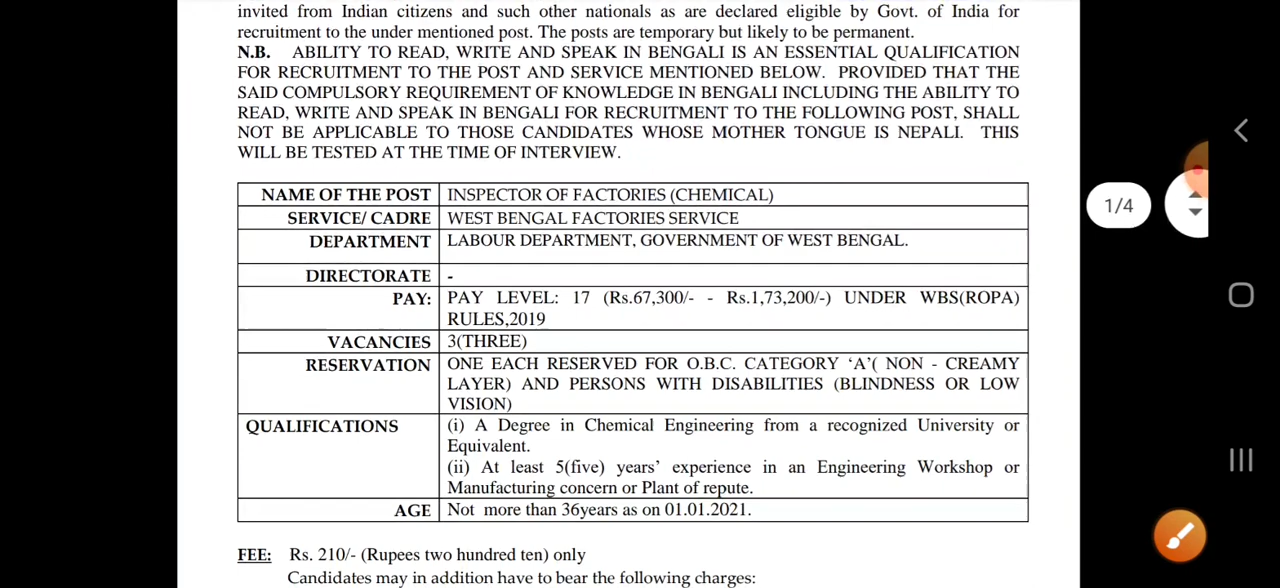 invited from Indian citizens and such other nationals as are declared eligible by Govt. of India for
recruitment to the under mentioned post. The posts are temporary but likely to be permanent.
N.B. ABILITY TO READ, WRITE AND SPEAK IN BENGALI IS AN ESSENTIAL QUALIFICATION
FOR RECRUITMENT TO THE POST AND SERVICE MENTIONED BELOW. PROVIDED THAT THE
SAID COMPULSORY REQUIREMENT OF KNOWLEDGE IN BENGALI INCLUDING THE ABILITY TO
READ, WRITE AND SPEAK IN BENGALI FOR RECRUITMENT TO THE FOLLOWING POST, SHALL
NOT BE APPLICABLE TO THOSE CANDIDATES WHOSE MOTHER TONGUE IS NEPALI. THIS
WILL BE TESTED AT THE TIME OF INTERVIEW.
NAME OF THE POST INSPECTOR OF FACTORIES (CHEMICAL)
SERVICE/ CADRE WEST BENGAL FACTORIES SERVICE
DEPARTMENT LABOUR DEPARTMENT, GOVERNMENT OF WEST BENGAL.
DIRECTORATE -
PAY: PAY LEVEL: 17 (Rs.67,300/- - Rs.1,73,200/-) UNDER WBS(ROPA)
RULES,2019
VACANCIES 3(THREE)
RESERVATION ONE EACH RESERVED FOR O.B.C. CATEGORY ‘A’( NON - CREAMY
LAYER) AND PERSONS WITH DISABILITIES (BLINDNESS OR LOW
VISION)
QUALIFICATIONS (i) A Degree in Chemical Engineering from a recognized University or
Equivalent.
(ii) At least 5(five) years’ experience in an Engineering Workshop or
Manufacturing concern or Plant of repute.
AGE Not more than 36years as on 01.01.2021.
FEE: Rs. 210/- (Rupees two hundred ten) only
Candidates may in addition have to bear the following charges:
1/4